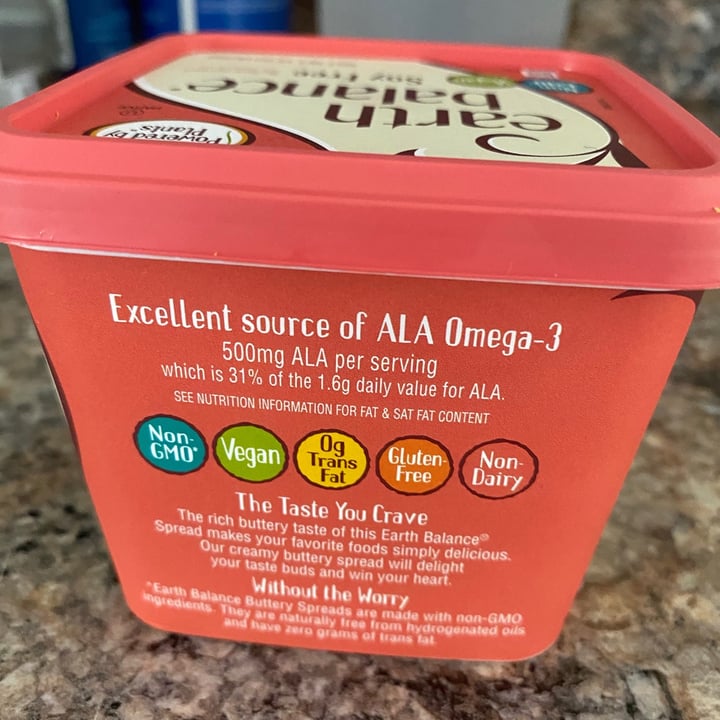 earth
balance®
soy free
Powered by
Plants™
Excellent source of ALA Omega-3
500mg ALA per serving
which is 31% of the 1.6g daily value for ALA.
SEE NUTRITION INFORMATION FOR FAT & SAT FAT CONTENT
Non-
GMO*
Vegan
0g
Trans
Fat
Gluten-
Free
Non-
Dairy
The Taste You Crave
The rich buttery taste of this Earth Balance®
Spread makes your favorite foods simply delicious.
Our creamy buttery spread will delight
your taste buds and win your heart.
Without the Worry
*Earth Balance Buttery Spreads are made with non-GMO
ingredients. They are naturally free from hydrogenated oils
and have zero grams of trans fat.